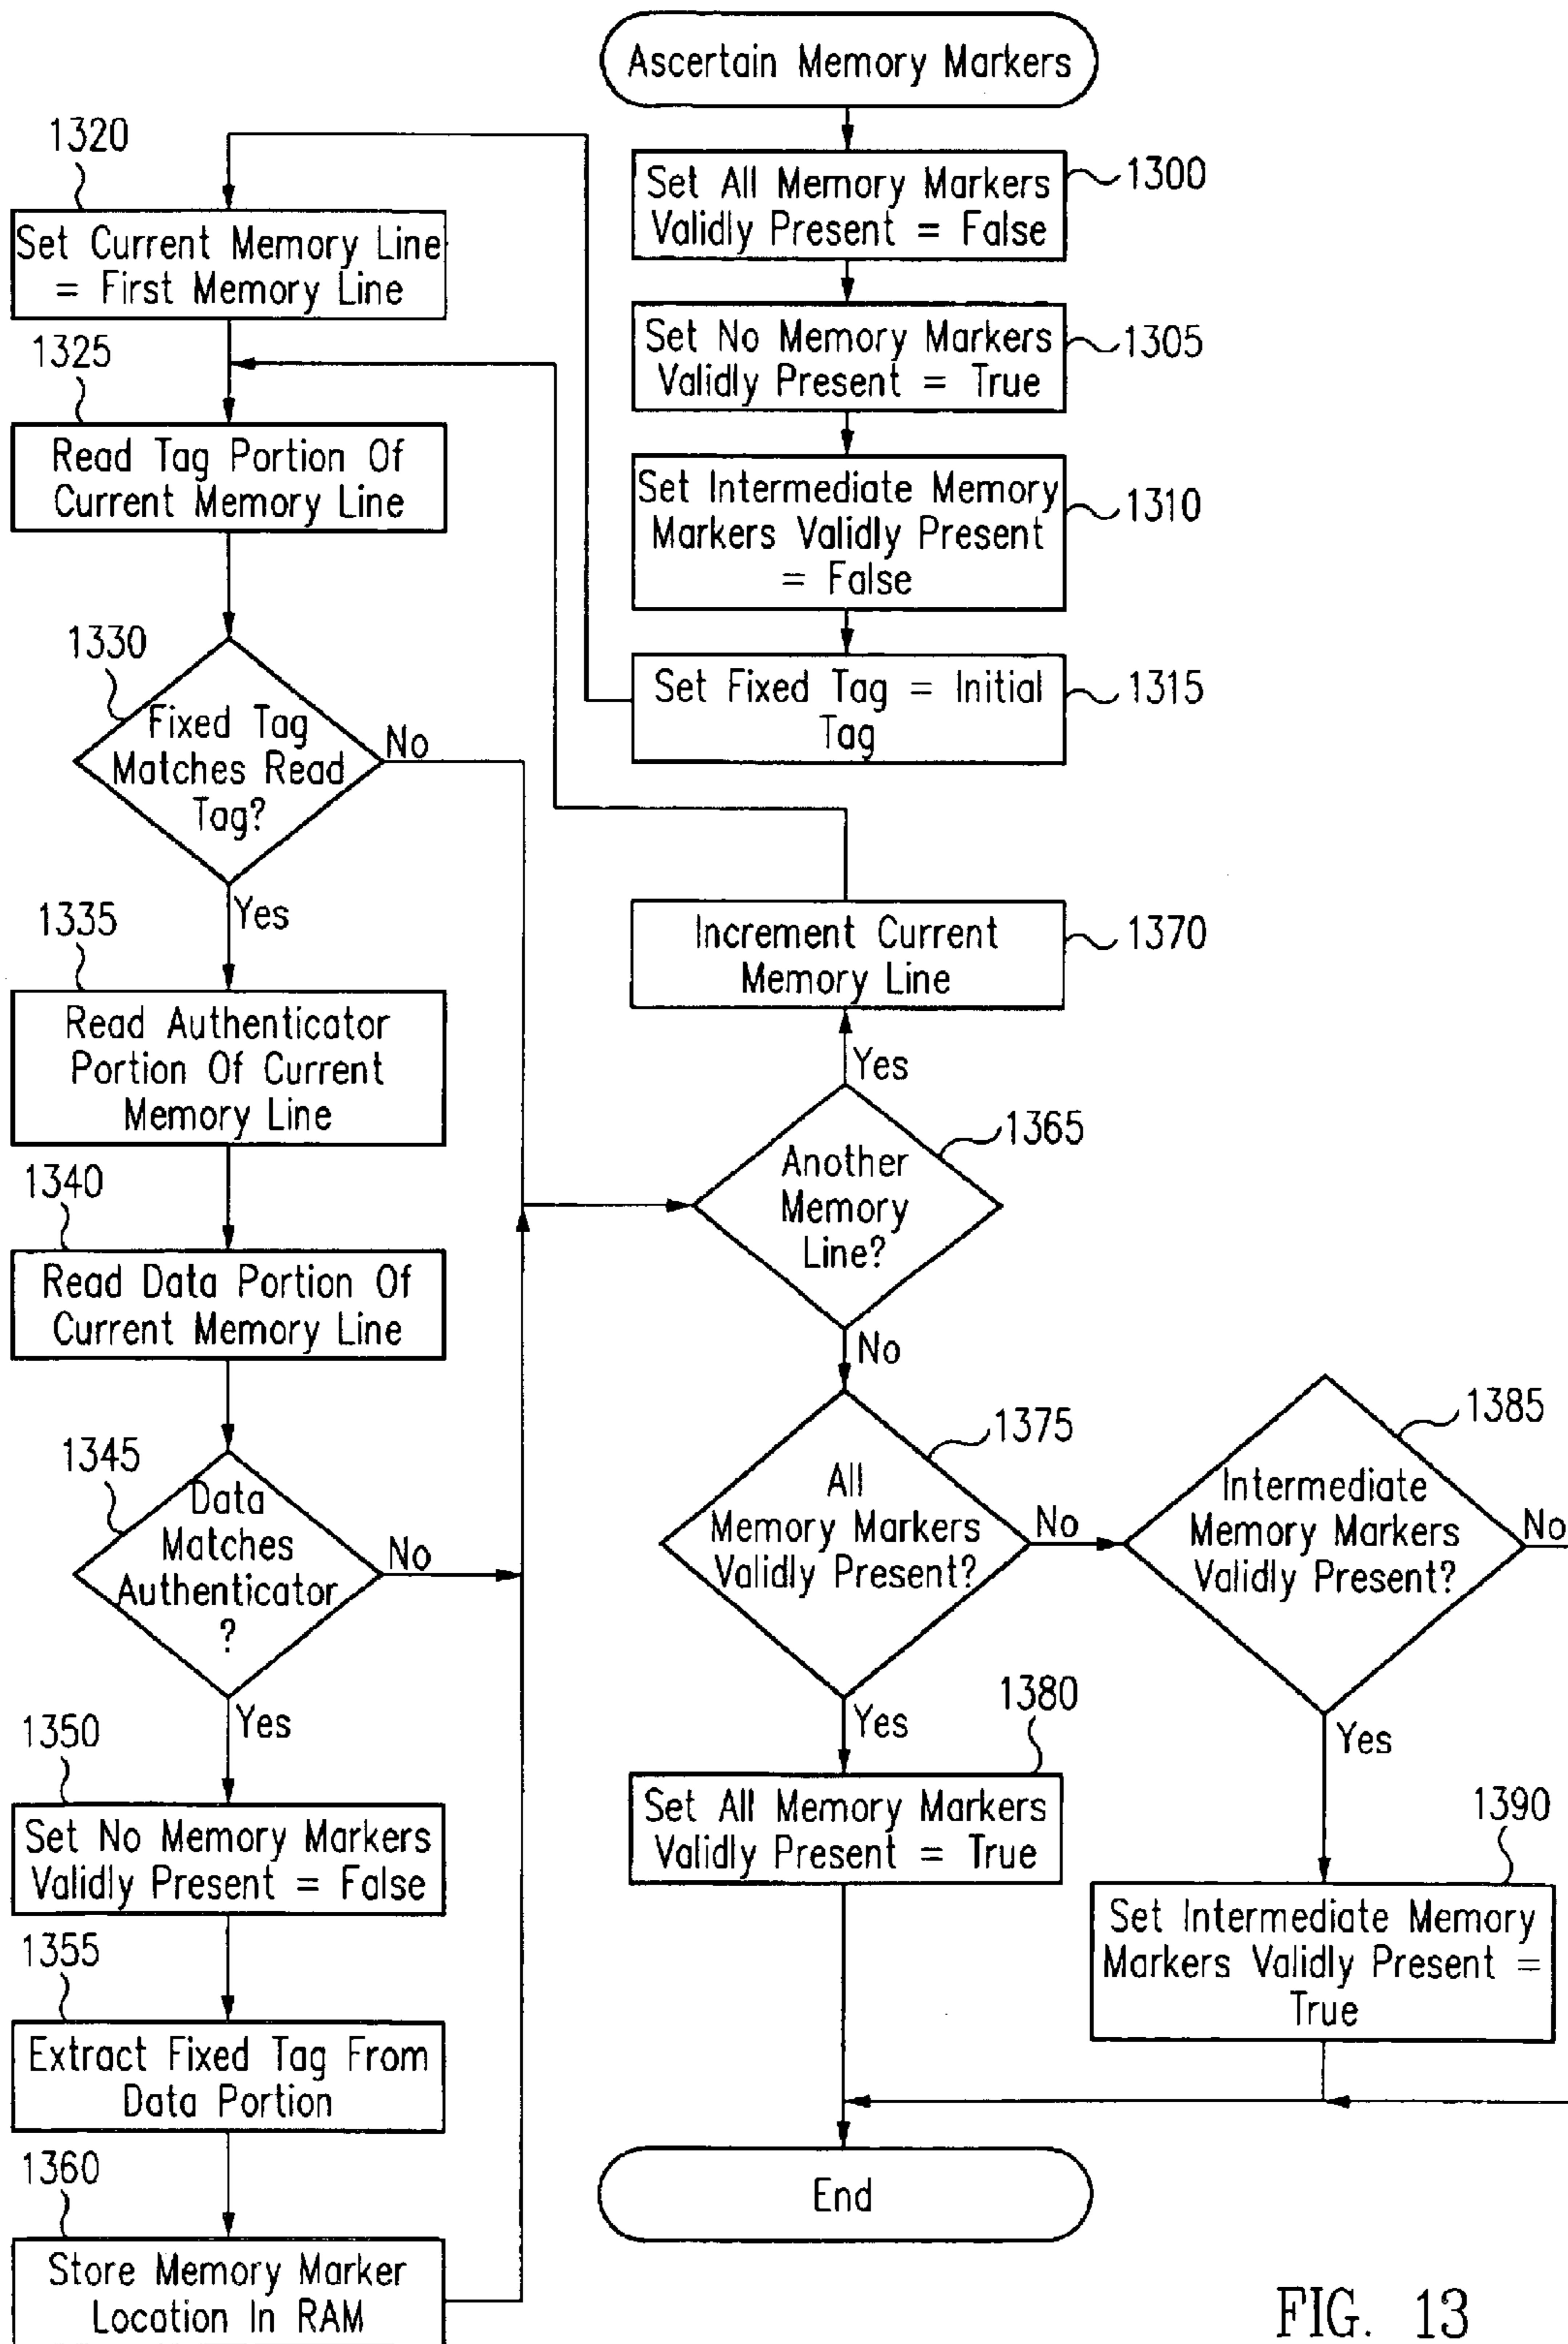 Ascertain Memory Markers
Set All Memory Markers
Validly Present = False
1300
Set No Memory Markers
Validly Present = True
1305
Set Intermediate Memory
Markers Validly Present
= False
1310
Set Fixed Tag = Initial
Tag
1315
1320
Set Current Memory Line
= First Memory Line
1325
Read Tag Portion Of
Current Memory Line
1330
Fixed Tag
Matches Read
Tag?
No
Yes
1335
Read Authenticator
Portion Of Current
Memory Line
1340
Read Data Portion Of
Current Memory Line
1345
Data
Matches
Authenticator
?
No
Yes
1350
Set No Memory Markers
Validly Present = False
1355
Extract Fixed Tag From
Data Portion
1360
Store Memory Marker
Location In RAM
Increment Current
Memory Line
1370
Yes
1365
Another
Memory
Line?
No
1375
All
Memory Markers
Validly Present?
No
Yes
1380
Set All Memory Markers
Validly Present = True
1385
Intermediate
Memory Markers
Validly Present?
No
Yes
1390
Set Intermediate Memory
Markers Validly Present =
True
End
FIG. 13